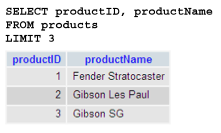 SELECT productID, productName
FROM products
LIMIT 3
productID productName
1 Fender Stratocaster
2 Gibson Les Paul
3 Gibson SG